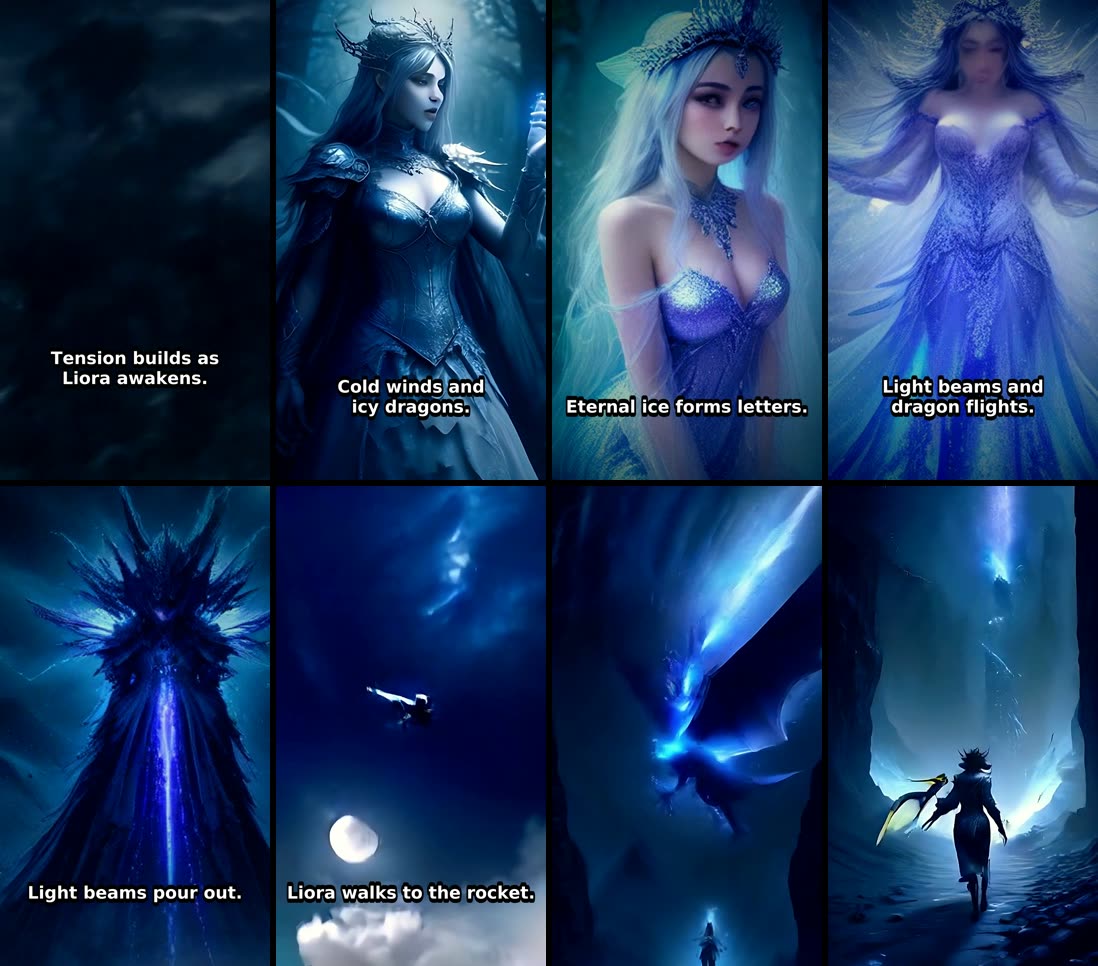 Tension builds as
Liora awakens.
Cold winds and
icy dragons.
Eternal ice forms letters.
Light beams and
dragon flights.
Light beams pour out.
Liora walks to the rocket.